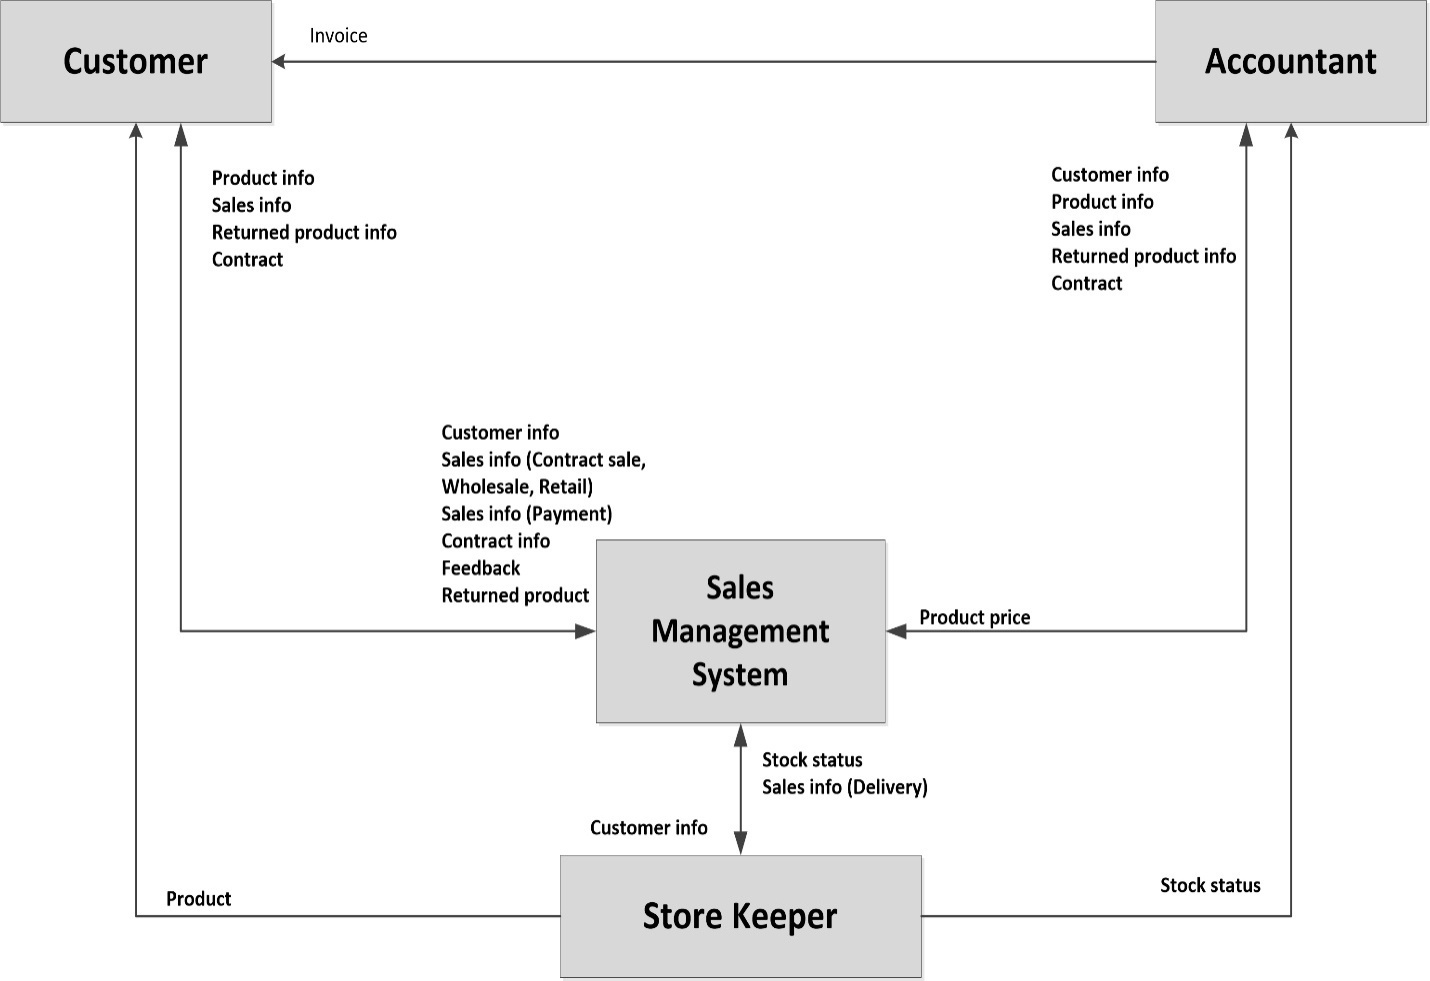 Customer
Invoice
Accountant
Product info
Sales info
Returned product info
Contract
Customer info
Product info
Sales info
Returned product info
Contract
Customer info
Sales info (Contract sale,
Wholesale, Retail)
Sales info (Payment)
Contract info
Feedback
Returned product
Sales
Management
System
Product price
Stock status
Sales info (Delivery)
Customer info
Product
Store Keeper
Stock status